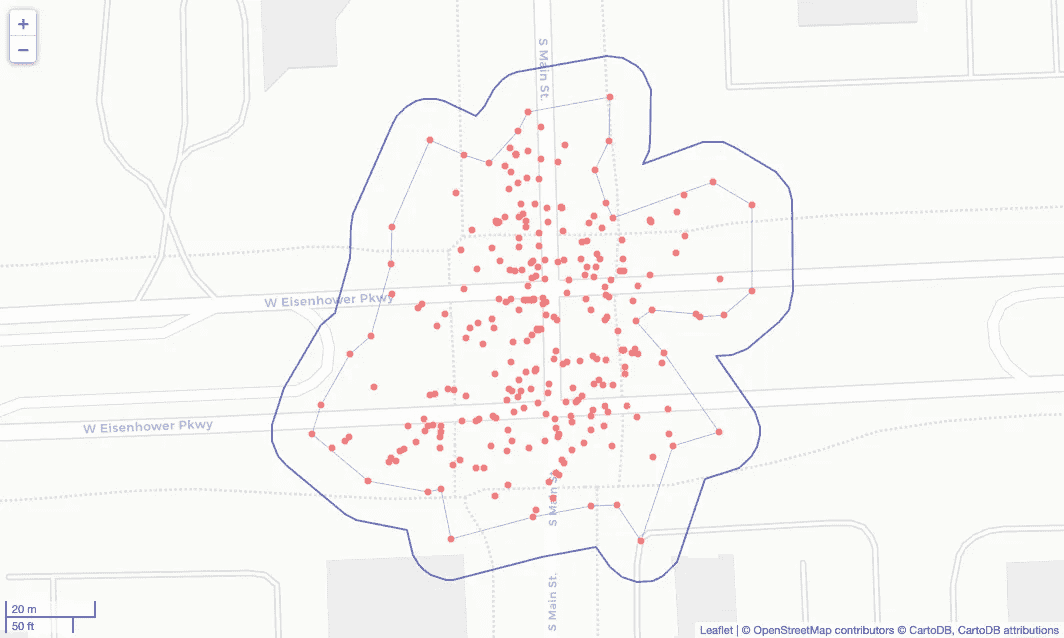 +
−
S Main St.
W Eisenhower Pkwy
W Eisenhower Pkwy
S Main St.
S Main St.
20 m
50 ft
Leaflet | © OpenStreetMap contributors © CartoDB, CartoDB attributions